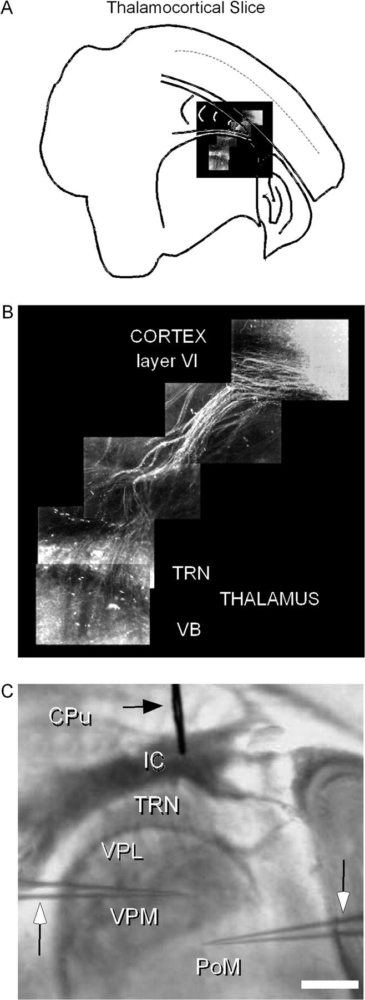 A
Thalamocortical Slice
B
CORTEX
layer VI
TRN
THALAMUS
VB
C
CPu
IC
TRN
VPL
VPM
PoM